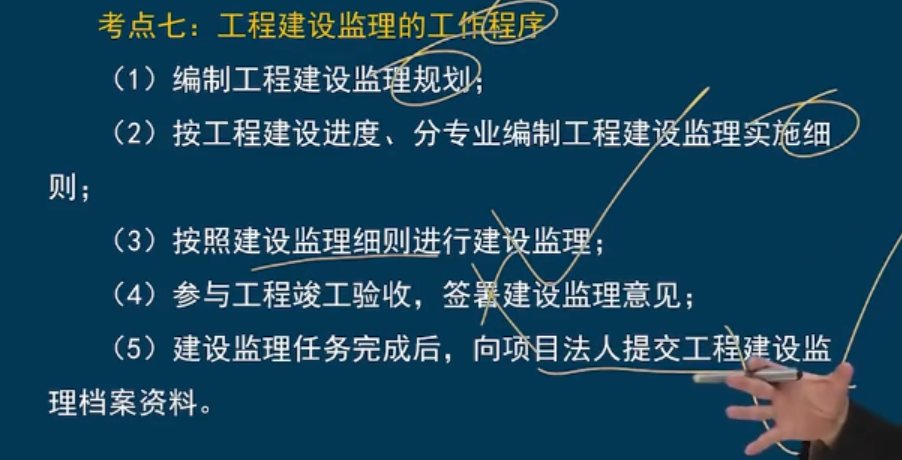 考点七：工程建设监理的工作程序
（1）编制工程建设监理规划；
（2）按工程建设进度、分专业编制工程建设监理实施细
则；
（3）按照建设监理细则进行建设监理；
（4）参与工程竣工验收，签署建设监理意见；
（5）建设监理任务完成后，向项目法人提交工程建设监
理档案资料。